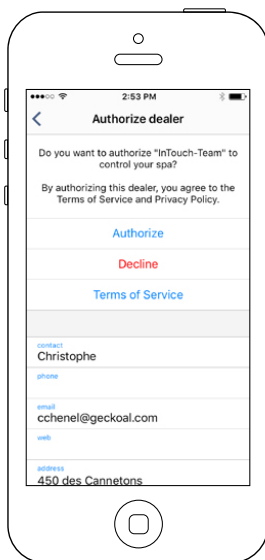 2:53 PM
Authorize dealer
Do you want to authorize "InTouch-Team" to
control your spa?
By authorizing this dealer, you agree to the
Terms of Service and Privacy Policy.
Authorize
Decline
Terms of Service
contact
Christophe
phone
email
cchenel@geckoal.com
web
address
450 des Cannetons